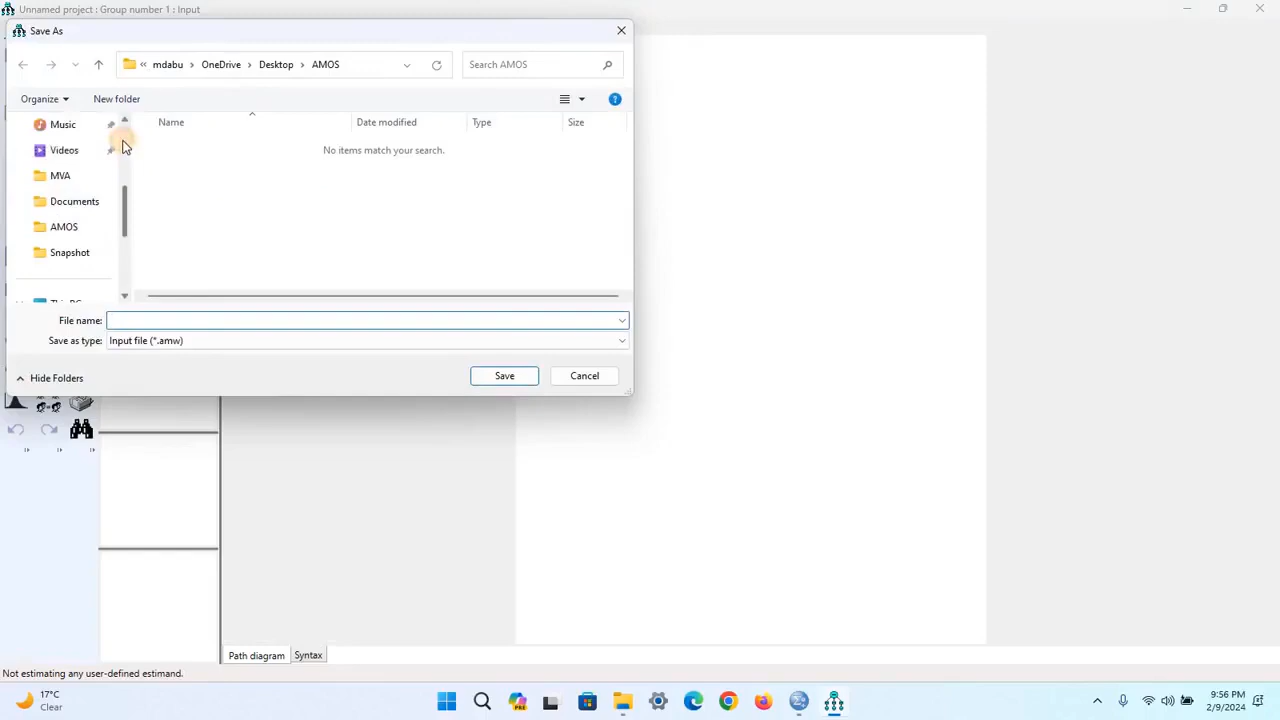 Unnamed project : Group number 1 : Input
Save As
mdabu
OneDrive
Desktop
AMOS
Search AMOS
Organize
New folder
Name
Date modified
Type
Size
No items match your search.
Music
Videos
MVA
Documents
AMOS
Snapshot
This PC
File name:
Save as type: Input file (*.amw)
Hide Folders
Save
Cancel
Path diagram
Syntax
Not estimating any user-defined estimand.
17°C
Clear
9:56 PM
2/9/2024